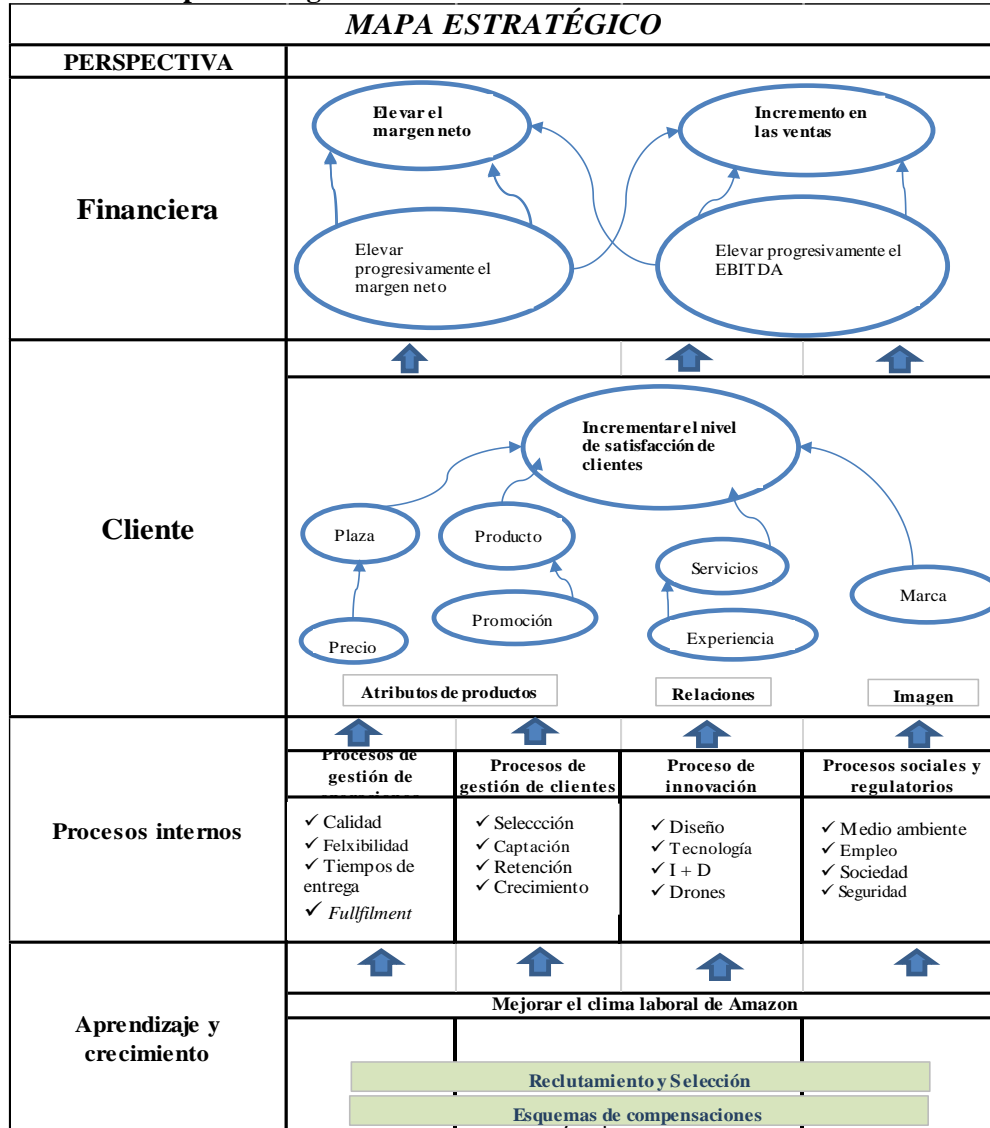 MAPA ESTRATÉGICO
PERSPECTIVA
Financiera
Elevar el
margen neto
Incremento en
las ventas
Elevar
progresivamente el
margen neto
Elevar progresivamente el
EBITDA
Cliente
Incrementar el nivel
de satisfacción de
clientes
Plaza
Producto
Servicios
Marca
Precio
Promoción
Experiencia
Atributos de productos
Relaciones
Imagen
Procesos internos
Procesos de
gestión de
Procesos de
gestión de clientes
Proceso de
innovación
Procesos sociales y
regulatorios
✓ Calidad
✓ Felxibilidad
✓ Tiempos de
entrega
✓ Fullfilment
✓ Seleccción
✓ Captación
✓ Retención
✓ Crecimiento
✓ Diseño
✓ Tecnología
✓ I + D
✓ Drones
✓ Medio ambiente
✓ Empleo
✓ Sociedad
✓ Seguridad
Aprendizaje y
crecimiento
Mejorar el clima laboral de Amazon
Reclutamiento y Selección
Esquemas de compensaciones